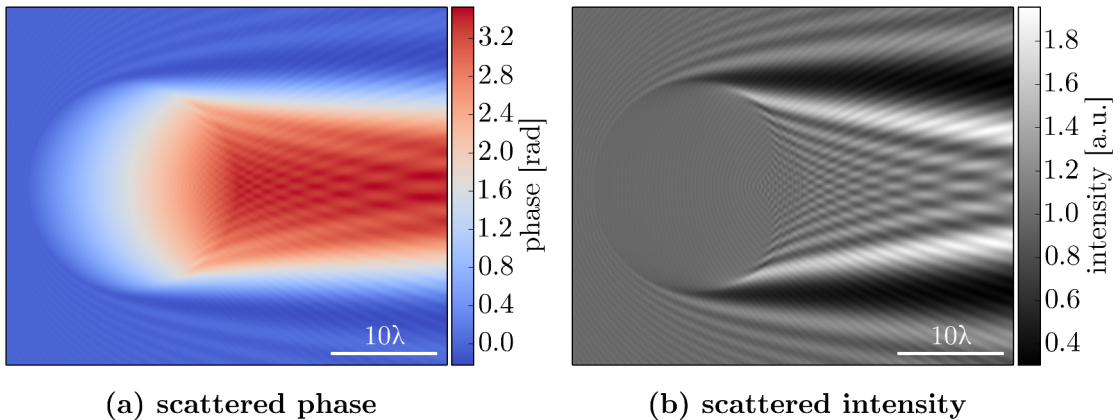 3.2
2.8
2.4
2.0
1.6
1.2
0.8
0.4
0.0
phase [rad]
10λ
1.8
1.6
1.4
1.2
1.0
0.8
0.6
0.4
intensity [a.u.]
10λ
(a) scattered phase
(b) scattered intensity